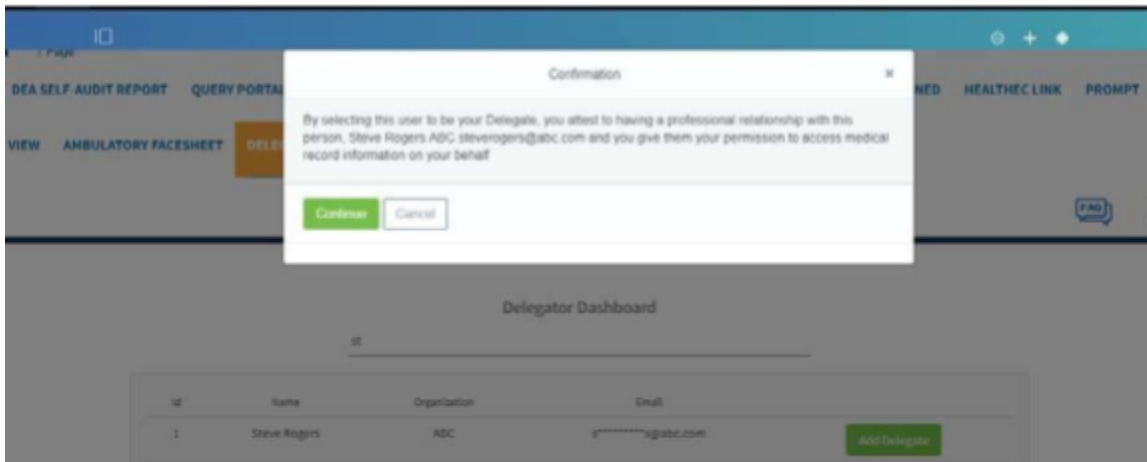 Page
DEA SELF-AUDIT REPORT QUERY PORTAL NED HEALTHEC LINK PROMPT
Confirmation ×
By selecting this user to be your Delegate, you attest to having a professional relationship with this
person, Steve Rogers ABC steverogers@abc.com and you give them your permission to access medical
record information on your behalf
VIEW AMBULATORY FACESHEET DELE
Continue Cancel
FAQ
Delegator Dashboard
st
Id Name Organization Email
1 Steve Rogers ABC Add Delegate